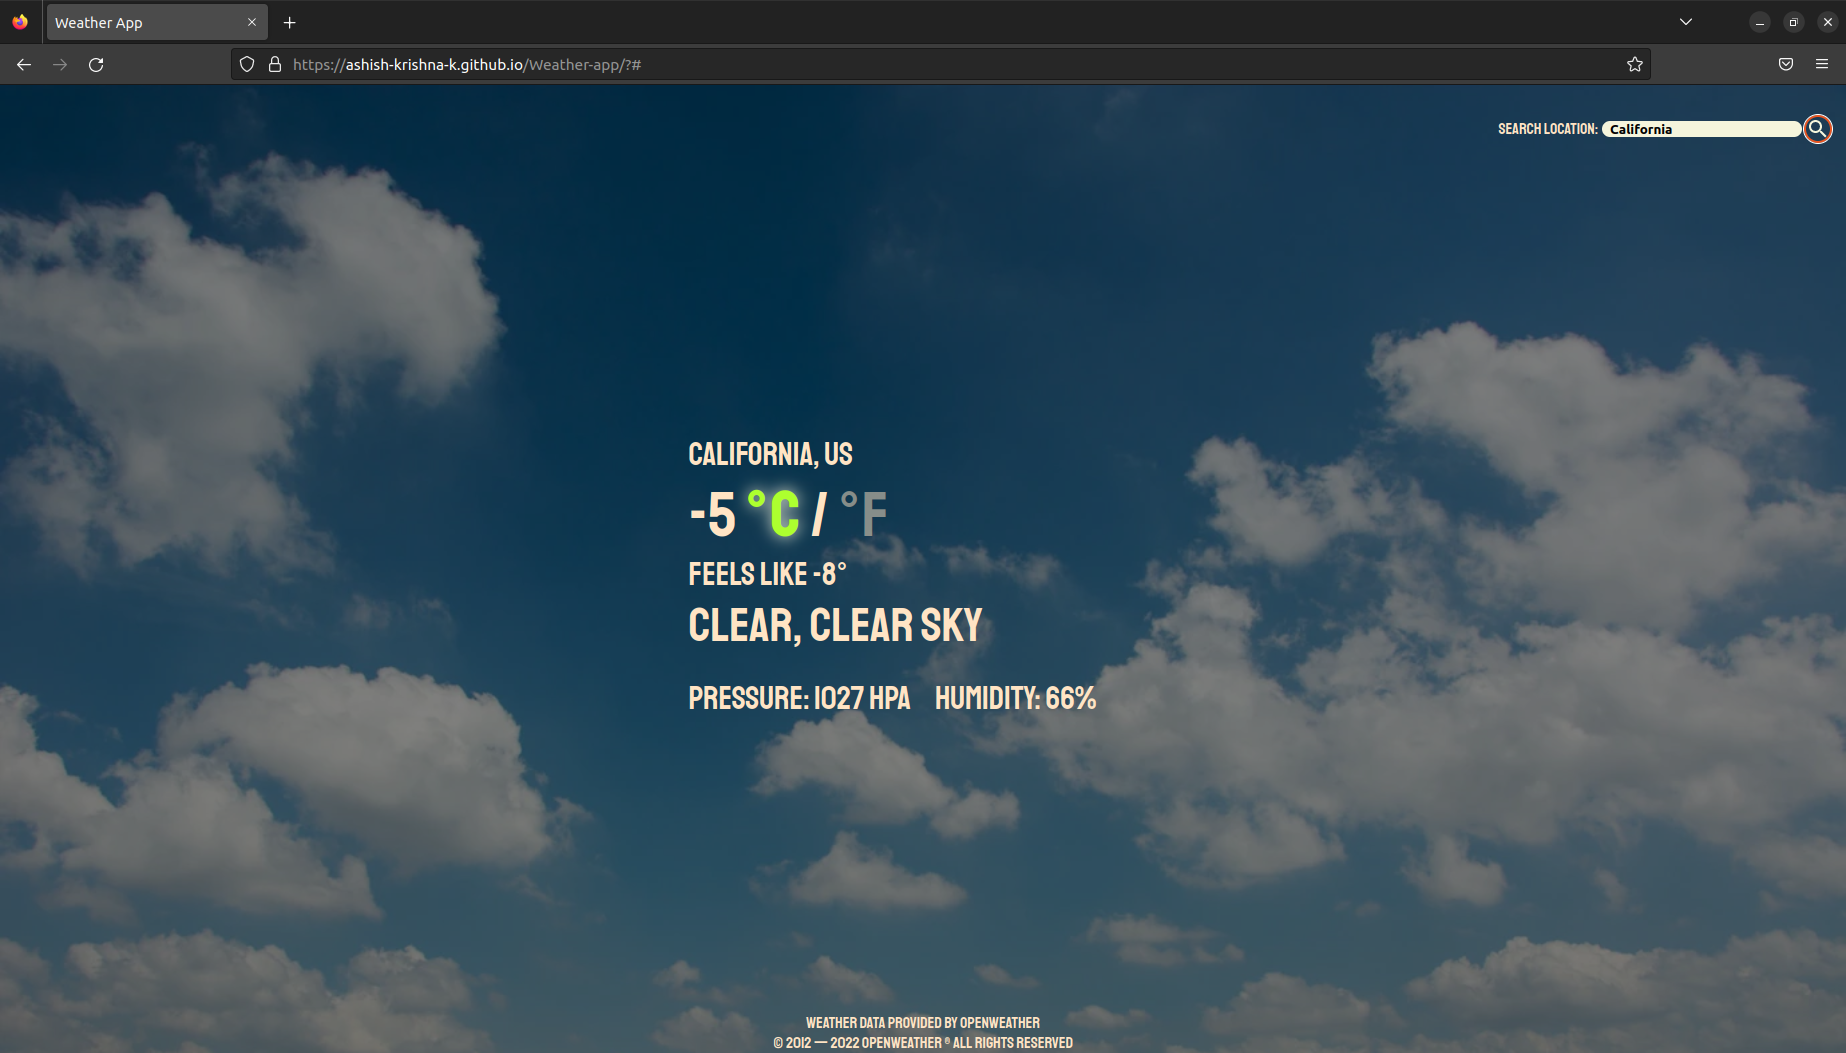 Weather App
https://ashish-krishna-k.github.io/Weather-app/?#
SEARCH LOCATION: California
CALIFORNIA, US
-5 °C / °F
FEELS LIKE -8°
CLEAR, CLEAR SKY
PRESSURE: 1027 HPA HUMIDITY: 66%
WEATHER DATA PROVIDED BY OPENWEATHER
© 2012 — 2022 OPENWEATHER ® ALL RIGHTS RESERVED